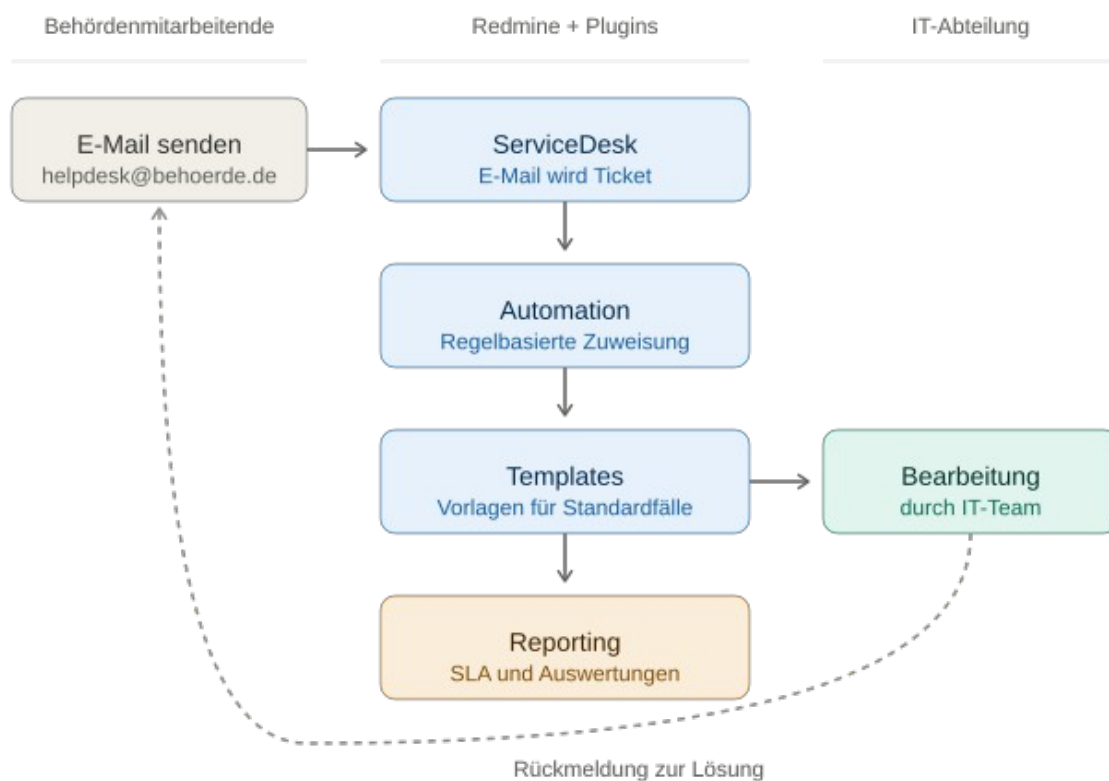 Behördenmitarbeitende
Redmine + Plugins
IT-Abteilung
E-Mail senden
helpdesk@behoerde.de
ServiceDesk
E-Mail wird Ticket
Automation
Regelbasierte Zuweisung
Templates
Vorlagen für Standardfälle
Bearbeitung
durch IT-Team
Reporting
SLA und Auswertungen
Rückmeldung zur Lösung